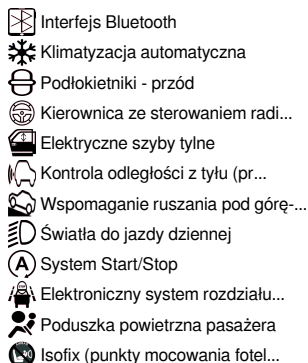 Interfejs Bluetooth
Klimatyzacja automatyczna
Podłokietniki - przód
Kierownica ze sterowaniem radi...
Elektryczne szyby tylne
Kontrola odległości z tyłu (pr...
Wspomaganie ruszania pod górę-...
Światła do jazdy dziennej
System Start/Stop
Elektroniczny system rozdziału...
Poduszka powietrzna pasażera
Isofix (punkty mocowania fotel...